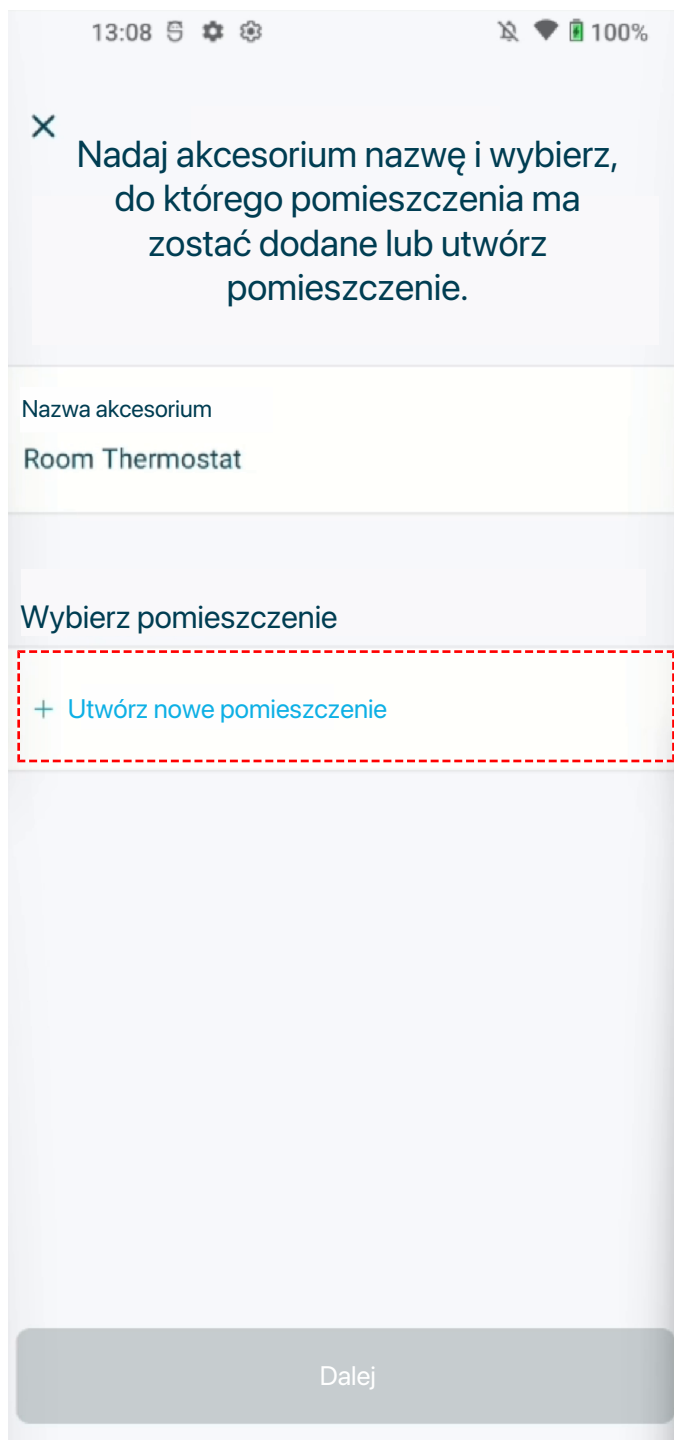 13:08 100%
Nadaj akcesorium nazwę i wybierz,
do którego pomieszczenia ma
zostać dodane lub utwórz
pomieszczenie.
Nazwa akcesorium
Room Thermostat
Wybierz pomieszczenie
+ Utwórz nowe pomieszczenie
Dalej